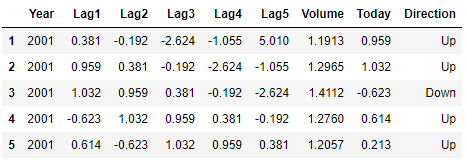 Year Lag1 Lag2 Lag3 Lag4 Lag5 Volume Today Direction
1 2001 0.381 -0.192 -2.624 -1.055 5.010 1.1913 0.959 Up
2 2001 0.959 0.381 -0.192 -2.624 -1.055 1.2965 1.032 Up
3 2001 1.032 0.959 0.381 -0.192 -2.624 1.4112 -0.623 Down
4 2001 -0.623 1.032 0.959 0.381 -0.192 1.2760 0.614 Up
5 2001 0.614 -0.623 1.032 0.959 0.381 1.2057 0.213 Up